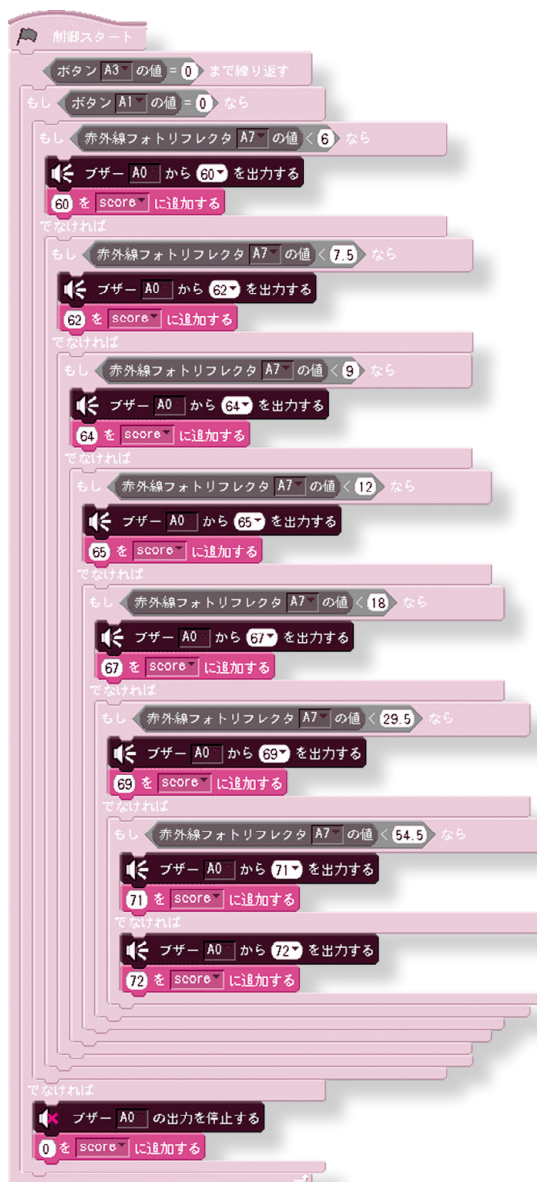 制御スタート
ボタン A3 の値 = 0 まで繰り返す
もし ボタン A1 の値 = 0 なら
もし 赤外線フォトリフレクタ A7 の値 < 6 なら
ブザー A0 から 60 を出力する
60 を score に追加する
でなければ
もし 赤外線フォトリフレクタ A7 の値 < 7.5 なら
ブザー A0 から 62 を出力する
62 を score に追加する
でなければ
もし 赤外線フォトリフレクタ A7 の値 < 9 なら
ブザー A0 から 64 を出力する
64 を score に追加する
でなければ
もし 赤外線フォトリフレクタ A7 の値 < 12 なら
ブザー A0 から 65 を出力する
65 を score に追加する
でなければ
もし 赤外線フォトリフレクタ A7 の値 < 18 なら
ブザー A0 から 67 を出力する
67 を score に追加する
でなければ
もし 赤外線フォトリフレクタ A7 の値 < 29.5 なら
ブザー A0 から 69 を出力する
69 を score に追加する
でなければ
もし 赤外線フォトリフレクタ A7 の値 < 54.5 なら
ブザー A0 から 71 を出力する
71 を score に追加する
でなければ
ブザー A0 から 72 を出力する
72 を score に追加する
でなければ
ブザー A0 の出力を停止する
0 を score に追加する